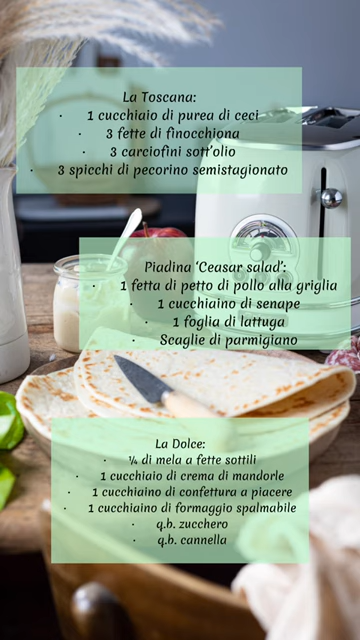 La Toscana:
· 1 cucchiaio di purea di ceci
· 3 fette di finocchiona
· 3 carciofini sott'olio
· 3 spicchi di pecorino semistagionato
Piadina ‘Ceasar salad’:
· 1 fetta di petto di pollo alla griglia
· 1 cucchiaino di senape
· 1 foglia di lattuga
· Scaglie di parmigiano
La Dolce:
· ¼ di mela a fette sottili
· 1 cucchiaio di crema di mandorle
· 1 cucchiaino di confettura a piacere
· 1 cucchiaino di formaggio spalmabile
· q.b. zucchero
· q.b. cannella